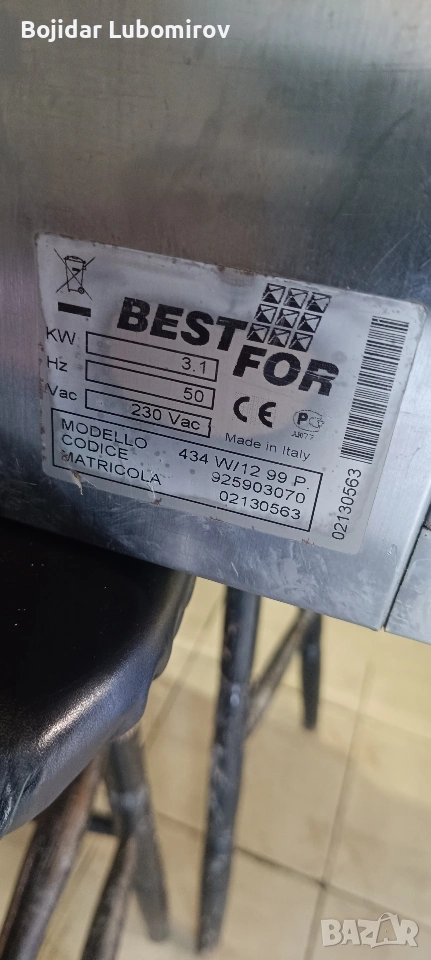 Bojidar Lubomirov
BEST
FOR
KW 3.1
Hz 50
Vac 230 Vac
CE
Made in Italy
MODELLO 434 W/12 99 P
CODICE 925903070
MATRICOLA 02130563
02130563
BAZAR